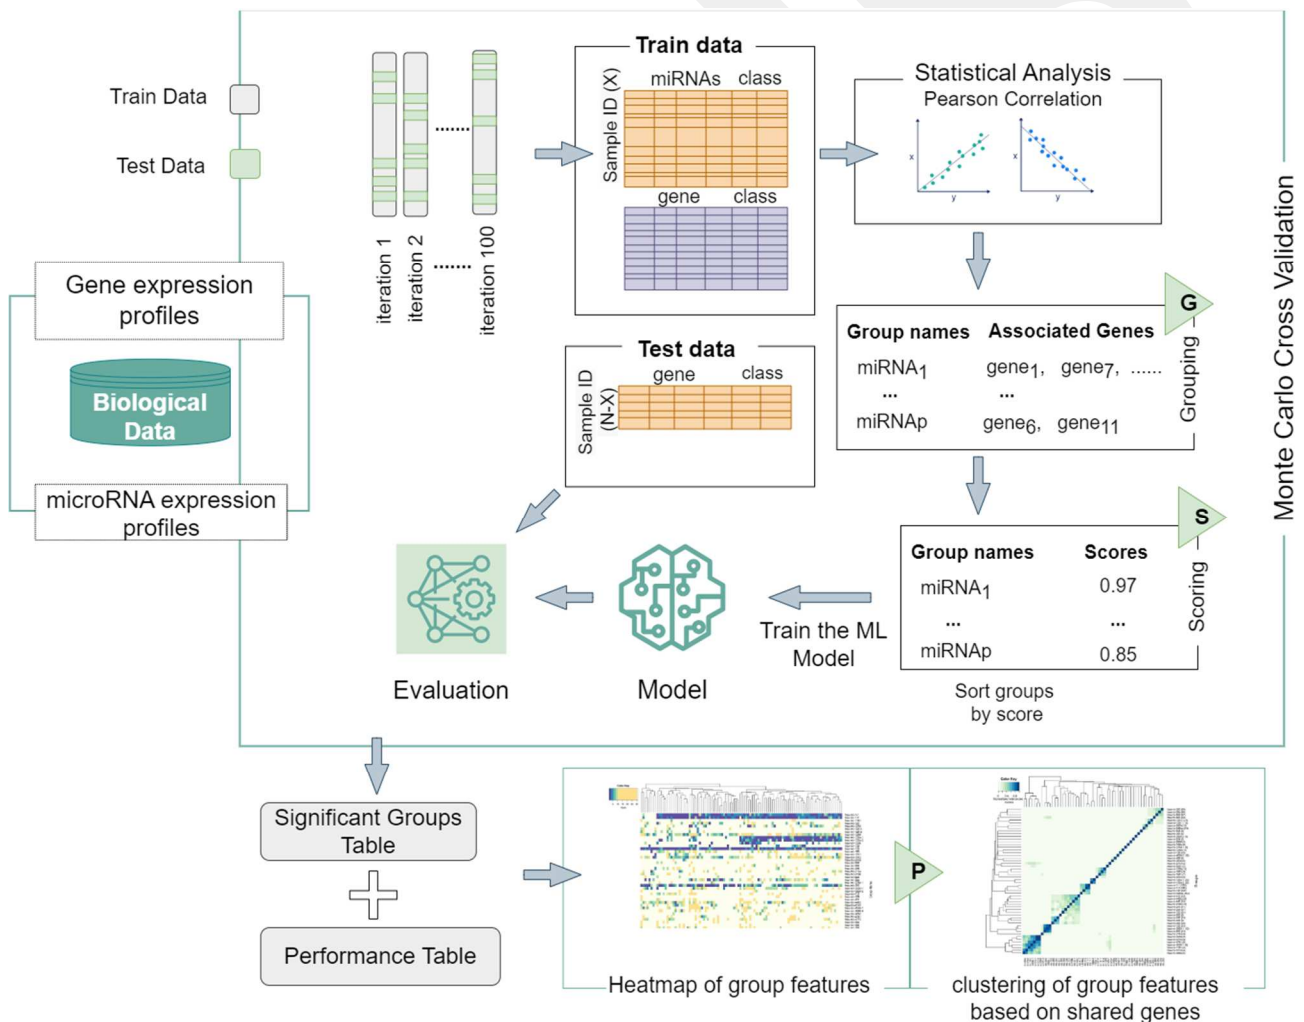 Train Data
Test Data
Gene expression
profiles
Biological
Data
microRNA expression
profiles
iteration 1
iteration 2
.......
iteration 100
.......
Train data
miRNAs class
Sample ID (X)
gene class
Statistical Analysis
Pearson Correlation
x
y
x
y
Monte Carlo Cross Validation
G
Grouping
Group names Associated Genes
miRNA1 gene1, gene7, ......
... ...
miRNAp gene6, gene11
Test data
gene class
Sample ID
(N-X)
S
Scoring
Group names Scores
miRNA1 0.97
... ...
miRNAp 0.85
Sort groups
by score
Train the ML
Model
Model
Evaluation
Significant Groups
Table
Performance Table
P
Heatmap of group features
Color Key
clustering of group features
based on shared genes